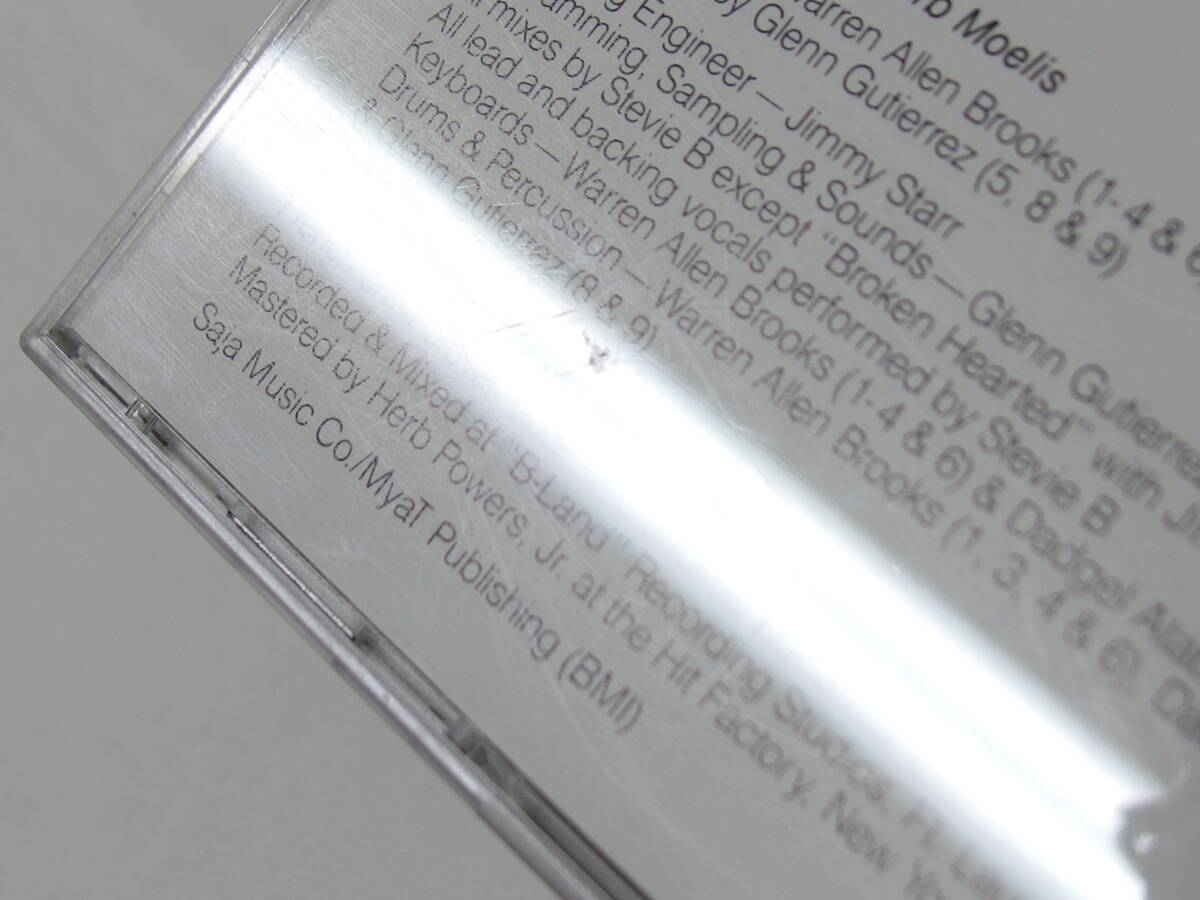 Moelis
Warren Allen Brooks (1-4 & 6)
by Glenn Gutierrez (5, 8 & 9)
Engineer — Jimmy Starr
Sampling & Sounds — Glenn Gutierrez
mixes by Stevie B except "Broken Hearted" with
All lead and backing vocals performed by Stevie B
Keyboards — Warren Allen Brooks (1-4 & 6) & Dadgel
Drums & Percussion — Warren Allen Brooks (1, 3, 4 & 6),
& Glenn Gutierrez (8 & 9)
Recorded & Mixed at "B-Land" Recording Studios, Ft.
Mastered by Herb Powers, Jr. at the Hit Factory, New
Saja Music Co./MyaT Publishing (BMI)